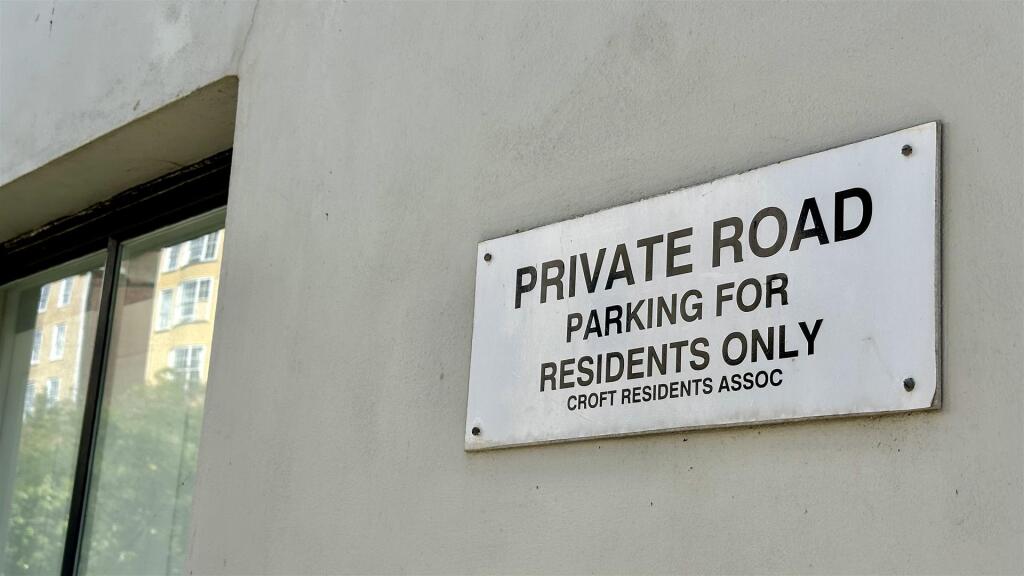 PRIVATE ROAD
PARKING FOR
RESIDENTS ONLY
CROFT RESIDENTS ASSOC